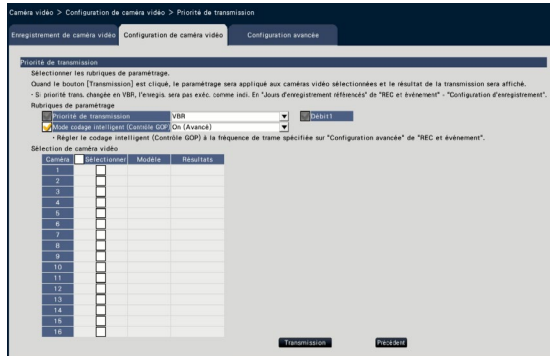 Caméra vidéo > Configuration de caméra vidéo > Priorité de transmission
Enregistrement de caméra vidéo Configuration de caméra vidéo Configuration avancée
Priorité de transmission
Sélectionner les rubriques de paramétrage.
Quand le bouton [Transmission] est cliqué, le paramétrage sera appliqué aux caméras vidéo sélectionnées et le résultat de la transmission sera affiché.
· Si priorité trans. changée en VBR, l'enregis. sera pas exéc. comme indi. En "Jours d'enregistrement référencés" de "REC et évènement" - "Configuration d'enregistrement".
Rubriques de paramétrage
Priorité de transmission VBR Débit1
Mode codage intelligent (Contrôle GOP) On (Avancé)
· Régler le codage intelligent (Contrôle GOP) à la fréquence de trame spécifiée sur "Configuration avancée" de "REC et évènement".
Sélection de caméra vidéo
Caméra Sélectionner Modèle Résultats
1
2
3
4
5
6
7
8
9
10
11
12
13
14
15
16
Transmission Précédent